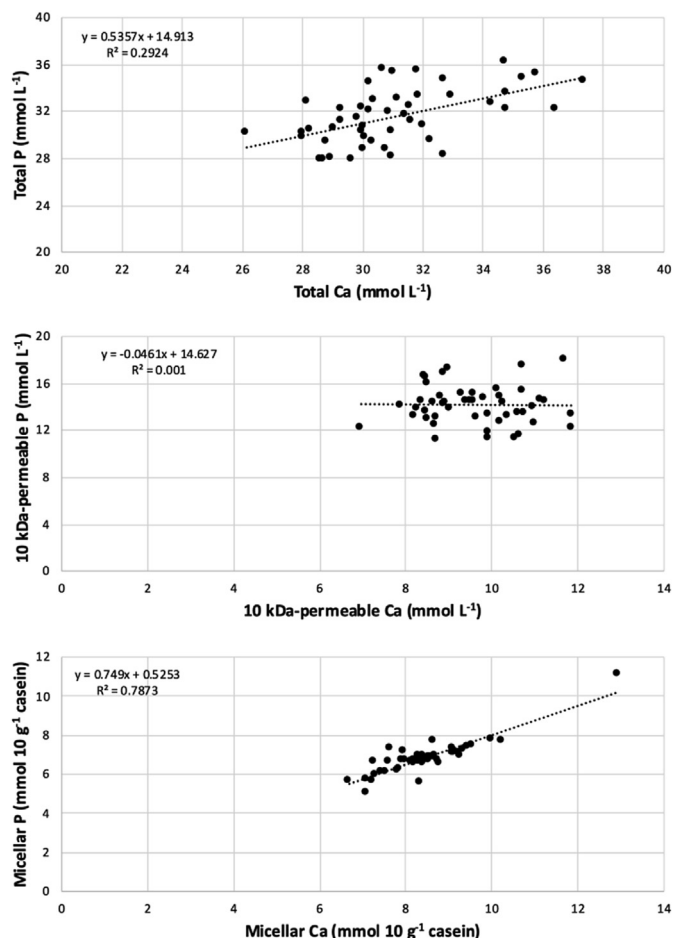 40
y = 0.5357x + 14.913
R² = 0.2924
36
32
28
24
20
Total P (mmol L⁻¹)
20 22 24 26 28 30 32 34 36 38 40
Total Ca (mmol L⁻¹)
20
y = -0.0461x + 14.627
R² = 0.001
16
12
8
4
0
10 kDa-permeable P (mmol L⁻¹)
0 2 4 6 8 10 12 14
10 kDa-permeable Ca (mmol L⁻¹)
12
y = 0.749x + 0.5253
R² = 0.7873
10
8
6
4
2
0
Micellar P (mmol 10 g⁻¹ casein)
0 2 4 6 8 10 12 14
Micellar Ca (mmol 10 g⁻¹ casein)